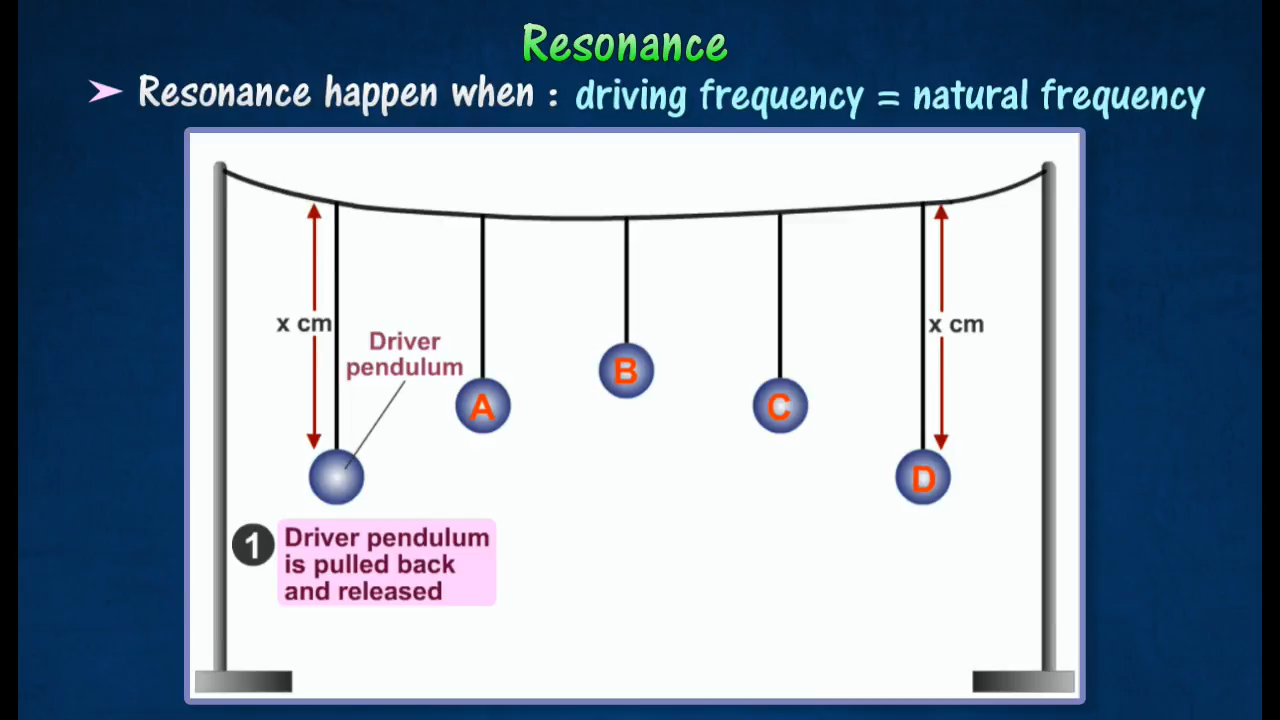 Resonance
➤ Resonance happen when : driving frequency = natural frequency
x cm
Driver
pendulum
x cm
A
B
C
D
1 Driver pendulum
is pulled back
and released